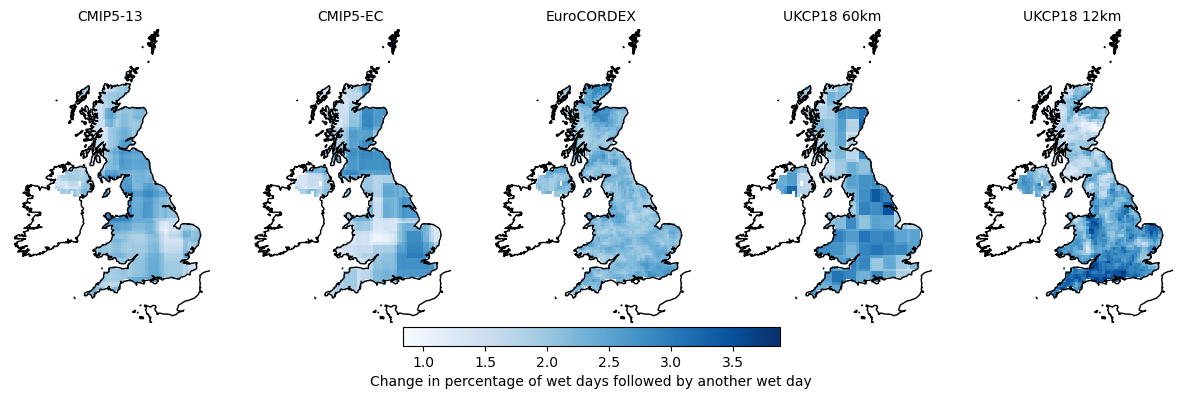 CMIP5-13 CMIP5-EC EuroCORDEX UKCP18 60km UKCP18 12km
1.0 1.5 2.0 2.5 3.0 3.5
Change in percentage of wet days followed by another wet day